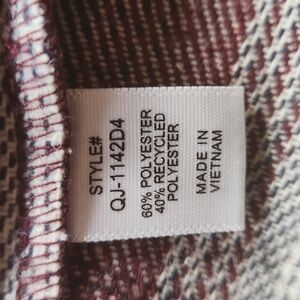 STYLE#
QJ-1142D4
60% POLYESTER
40% RECYCLED
POLYESTER
MADE IN
VIETNAM